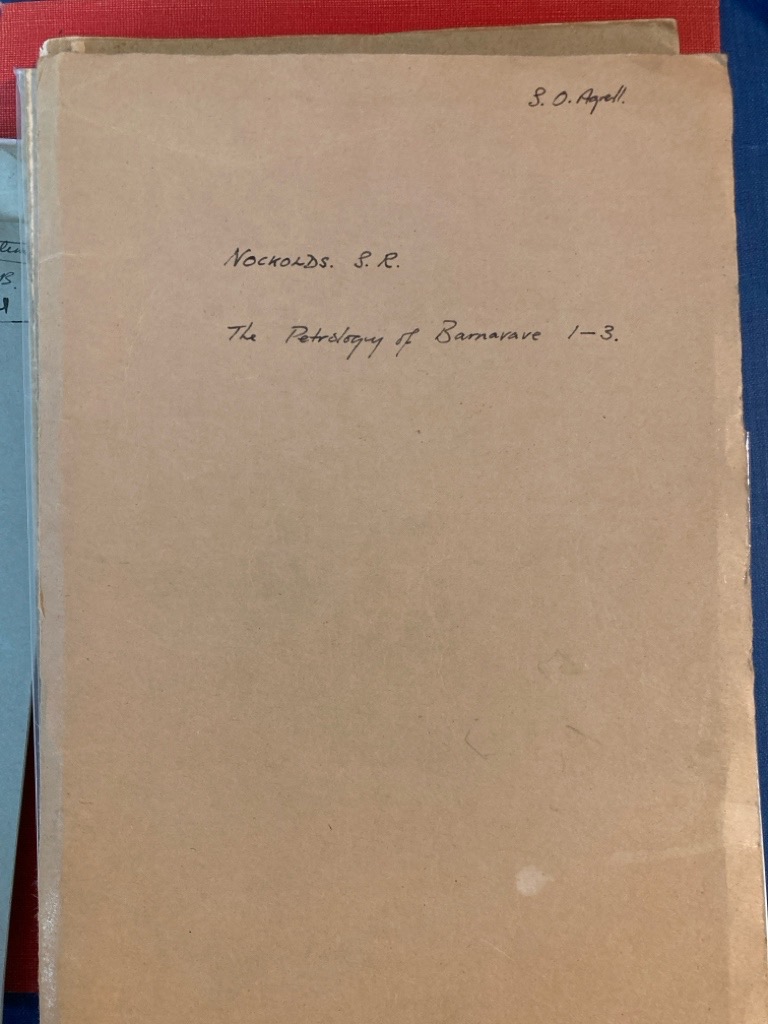 S. O. Agrell.
NOCKOLDS. S. R.
The Petrology of Barnavave 1-3.